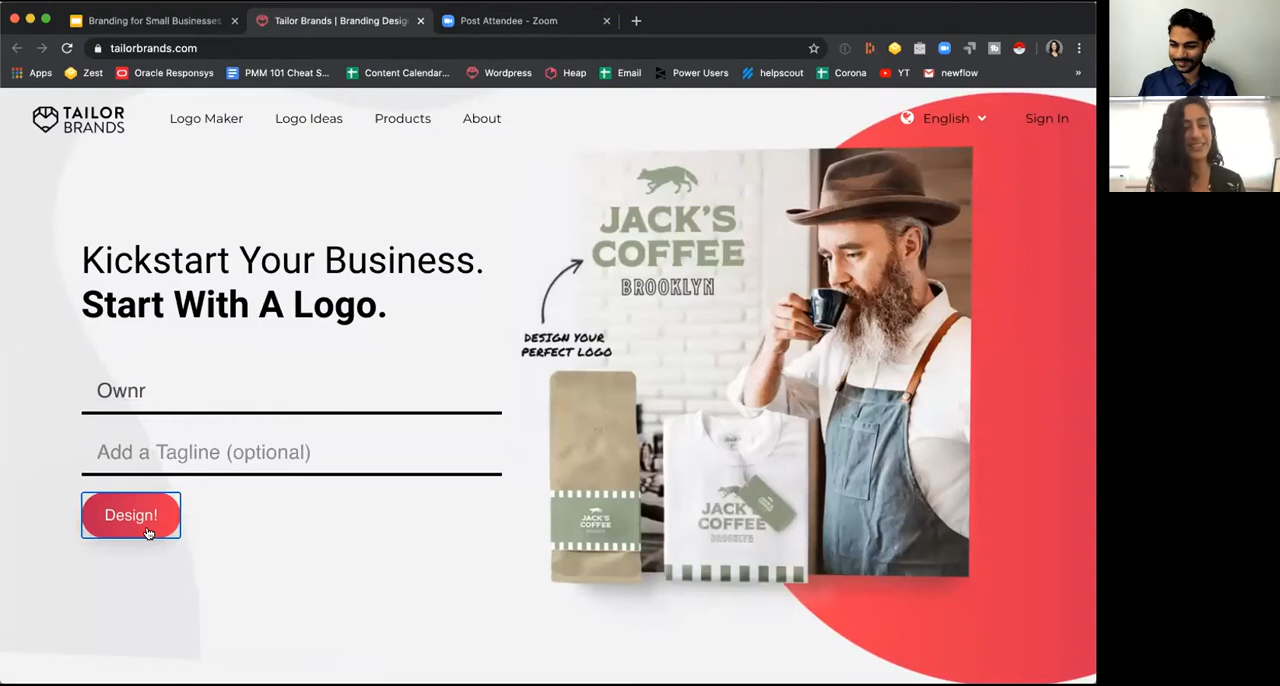 Branding for Small Businesses
Tailor Brands | Branding Desig
Post Attendee - Zoom
tailorbrands.com
Apps
Zest
Oracle Responsys
PMM 101 Cheat S...
Content Calendar...
Wordpress
Heap
Email
Power Users
helpscout
Corona
YT
newflow
»
TAILOR
BRANDS
Logo Maker
Logo Ideas
Products
About
English
Sign In
JACK'S
COFFEE
BROOKLYN
Kickstart Your Business.
Start With A Logo.
DESIGN YOUR
PERFECT LOGO
Ownr
Add a Tagline (optional)
Design!
JACK'S
COFFEE
JACK'S
COFFEE
BROOKLYN